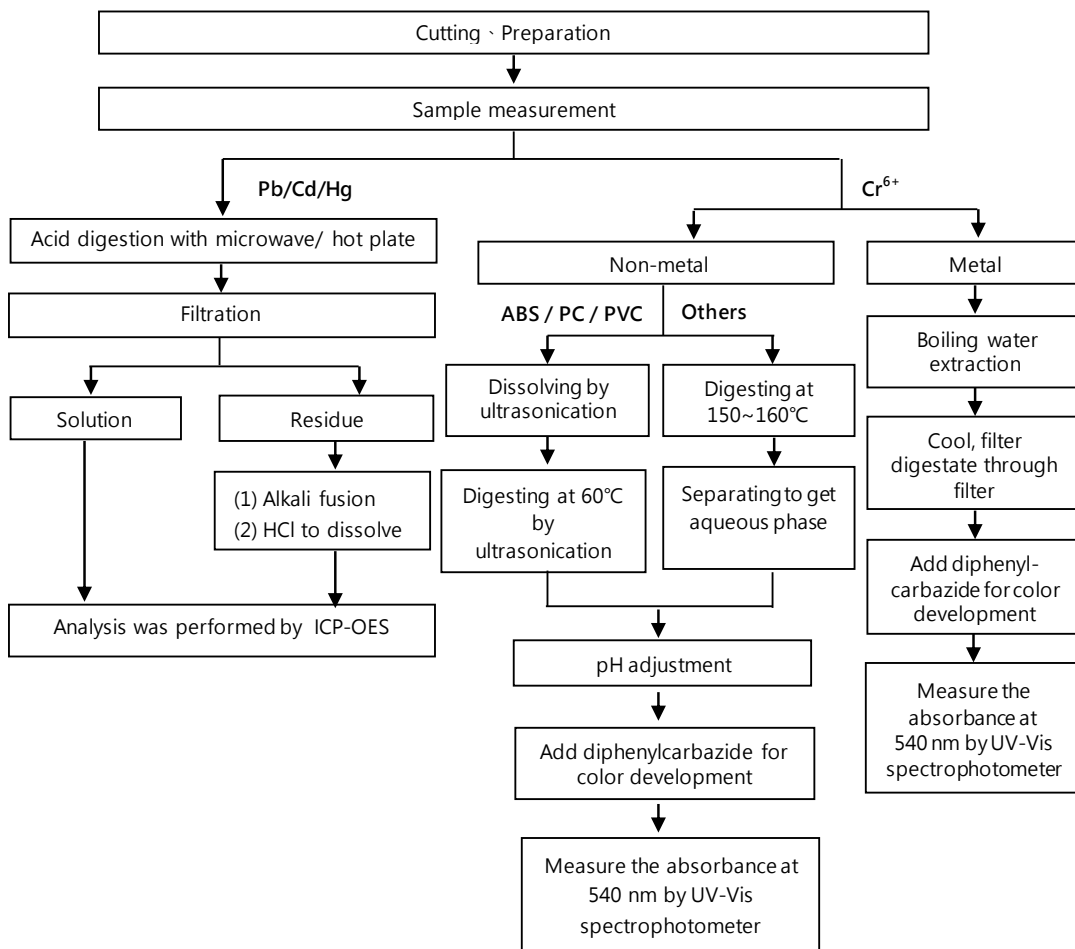 Cutting、Preparation
Sample measurement
Pb/Cd/Hg
Cr⁶⁺
Acid digestion with microwave/ hot plate
Non-metal
Metal
Filtration
ABS / PC / PVC
Others
Boiling water
extraction
Solution
Residue
Dissolving by
ultrasonication
Digesting at
150~160℃
Cool, filter
digestate through
filter
(1) Alkali fusion
(2) HCl to dissolve
Digesting at 60℃
by
ultrasonication
Separating to get
aqueous phase
Add diphenyl-
carbazide for color
development
Analysis was performed by ICP-OES
pH adjustment
Measure the
absorbance at
540 nm by UV-Vis
spectrophotometer
Add diphenylcarbazide for
color development
Measure the absorbance at
540 nm by UV-Vis
spectrophotometer